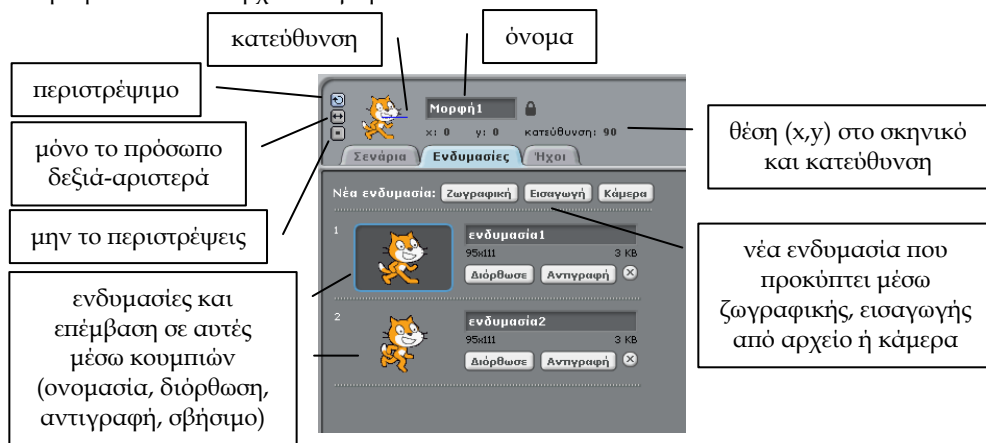 κατεύθυνση
όνομα
περιστρέψιμο
μόνο το πρόσωπο
δεξιά-αριστερά
μην το περιστρέψεις
ενδυμασίες και
επέμβαση σε αυτές
μέσω κουμπιών
(ονομασία, διόρθωση,
αντιγραφή, σβήσιμο)
Μορφή1
x: 0 y: 0 κατεύθυνση: 90
Σενάρια Ενδυμασίες Ήχοι
Νέα ενδυμασία: Ζωγραφική Εισαγωγή Κάμερα
1
ενδυμασία1
95x111 3 KB
Διόρθωσε Αντιγραφή
2
ενδυμασία2
95x111 3 KB
Διόρθωσε Αντιγραφή
θέση (x,y) στο σκηνικό
και κατεύθυνση
νέα ενδυμασία που
προκύπτει μέσω
ζωγραφικής, εισαγωγής
από αρχείο ή κάμερα